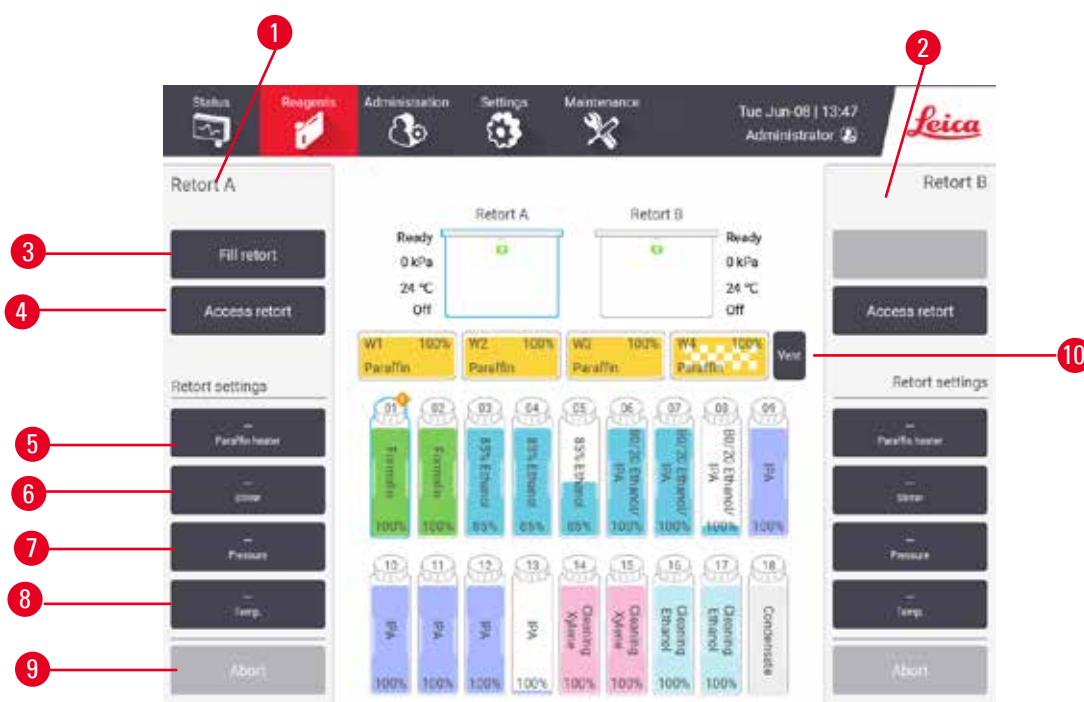 1
2
Status
Reagents
Administration
Settings
Maintenance
Tue Jun-08 | 13:47
Administrator
Leica
Retort A
Retort B
Retort A
Retort B
3
Fill retort
Ready
0 kPa
24 °C
Off
Ready
0 kPa
24 °C
Off
4
Access retort
Access retort
W1 100%
Paraffin
W2 100%
Paraffin
W3 100%
Paraffin
W4 100%
Paraffin
Vent
10
Retort settings
Retort settings
5
--
Paraffin heater
--
Paraffin heater
6
--
Stirrer
--
Stirrer
7
--
Pressure
--
Pressure
8
--
Temp.
--
Temp.
9
Abort
Abort
01
Formalin
100%
02
Formalin
100%
03
85% Ethanol
85%
04
85% Ethanol
85%
05
85% Ethanol
85%
06
80/20 Ethanol/
IPA
100%
07
80/20 Ethanol/
IPA
100%
08
80/20 Ethanol/
IPA
100%
09
IPA
100%
10
IPA
100%
11
IPA
100%
12
IPA
100%
13
IPA
100%
14
Cleaning
Xylene
100%
15
Cleaning
Xylene
100%
16
Cleaning
Ethanol
100%
17
Cleaning
Ethanol
100%
18
Condensate